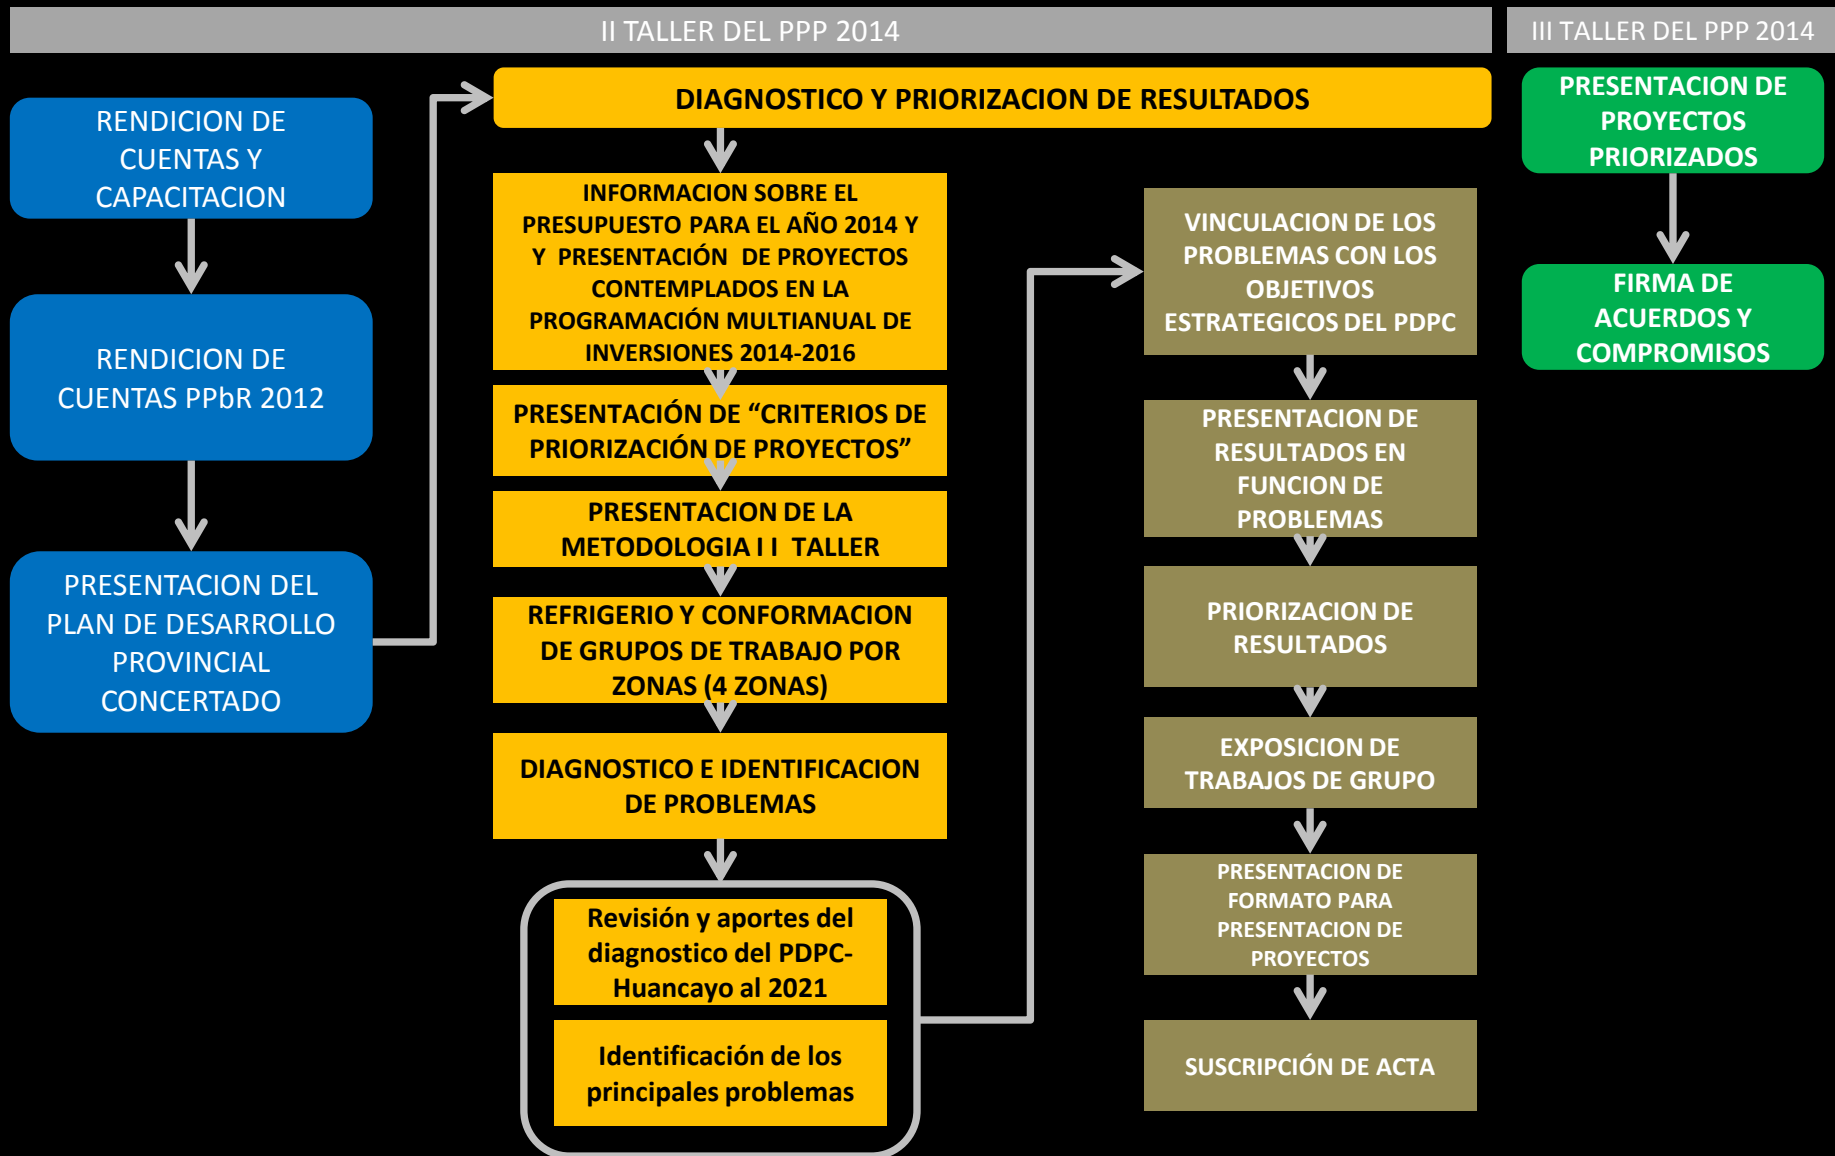 II TALLER DEL PPP 2014
III TALLER DEL PPP 2014
RENDICION DE
CUENTAS Y
CAPACITACION
RENDICION DE
CUENTAS PPbR 2012
PRESENTACION DEL
PLAN DE DESARROLLO
PROVINCIAL
CONCERTADO
DIAGNOSTICO Y PRIORIZACION DE RESULTADOS
INFORMACION SOBRE EL
PRESUPUESTO PARA EL AÑO 2014 Y
Y PRESENTACIÓN DE PROYECTOS
CONTEMPLADOS EN LA
PROGRAMACIÓN MULTIANUAL DE
INVERSIONES 2014-2016
PRESENTACIÓN DE “CRITERIOS DE
PRIORIZACIÓN DE PROYECTOS”
PRESENTACION DE LA
METODOLOGIA I I TALLER
REFRIGERIO Y CONFORMACION
DE GRUPOS DE TRABAJO POR
ZONAS (4 ZONAS)
DIAGNOSTICO E IDENTIFICACION
DE PROBLEMAS
Revisión y aportes del
diagnostico del PDPC-
Huancayo al 2021
Identificación de los
principales problemas
VINCULACION DE LOS
PROBLEMAS CON LOS
OBJETIVOS
ESTRATEGICOS DEL PDPC
PRESENTACION DE
RESULTADOS EN
FUNCION DE
PROBLEMAS
PRIORIZACION DE
RESULTADOS
EXPOSICION DE
TRABAJOS DE GRUPO
PRESENTACION DE
FORMATO PARA
PRESENTACION DE
PROYECTOS
SUSCRIPCIÓN DE ACTA
PRESENTACION DE
PROYECTOS
PRIORIZADOS
FIRMA DE
ACUERDOS Y
COMPROMISOS